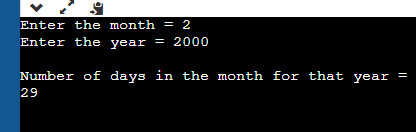 Enter the month = 2
Enter the year = 2000
Number of days in the month for that year =
29